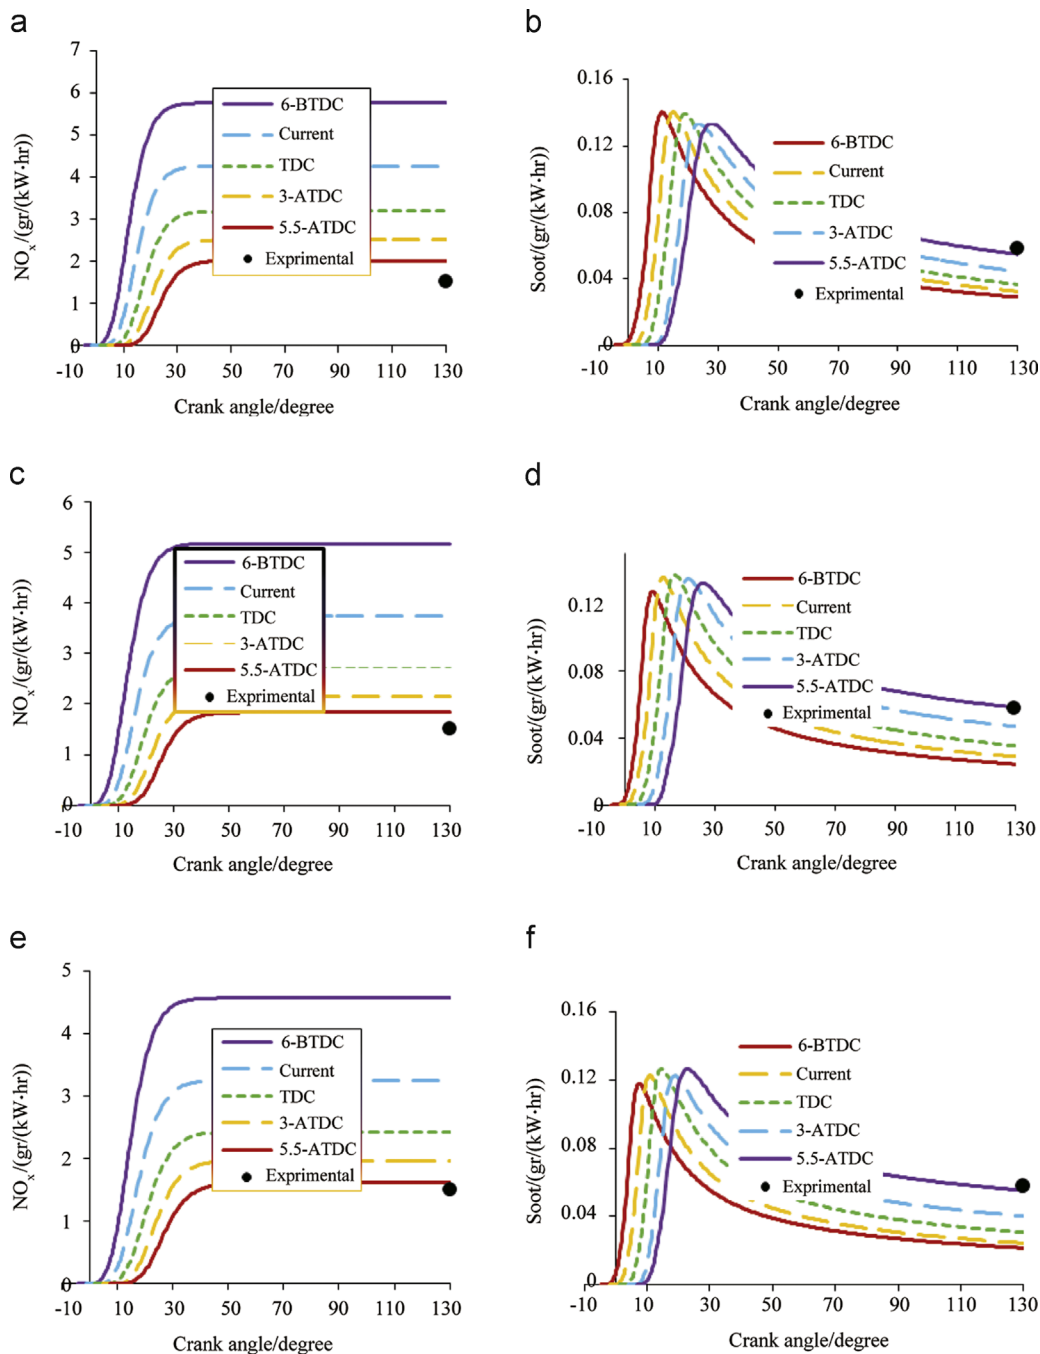 a
NOx/(gr/(kW·hr))
7
6
5
4
3
2
1
0
-10 10 30 50 70 90 110 130
Crank angle/degree
6-BTDC
Current
TDC
3-ATDC
5.5-ATDC
Exprimental
b
Soot/(gr/(kW·hr))
0.16
0.12
0.08
0.04
0
-10 10 30 50 70 90 110 130
Crank angle/degree
6-BTDC
Current
TDC
3-ATDC
5.5-ATDC
Exprimental
c
NOx/(gr/(kW·hr))
6
5
4
3
2
1
0
-10 10 30 50 70 90 110 130
Crank angle/degree
6-BTDC
Current
TDC
3-ATDC
5.5-ATDC
Exprimental
d
Soot/(gr/(kW·hr))
0.12
0.08
0.04
0
-10 10 30 50 70 90 110 130
Crank angle/degree
6-BTDC
Current
TDC
3-ATDC
5.5-ATDC
Exprimental
e
NOx/(gr/(kW·hr))
5
4
3
2
1
0
-10 10 30 50 70 90 110 130
Crank angle/degree
6-BTDC
Current
TDC
3-ATDC
5.5-ATDC
Exprimental
f
Soot/(gr/(kW·hr))
0.16
0.12
0.08
0.04
0
-10 10 30 50 70 90 110 130
Crank angle/degree
6-BTDC
Current
TDC
3-ATDC
5.5-ATDC
Exprimental